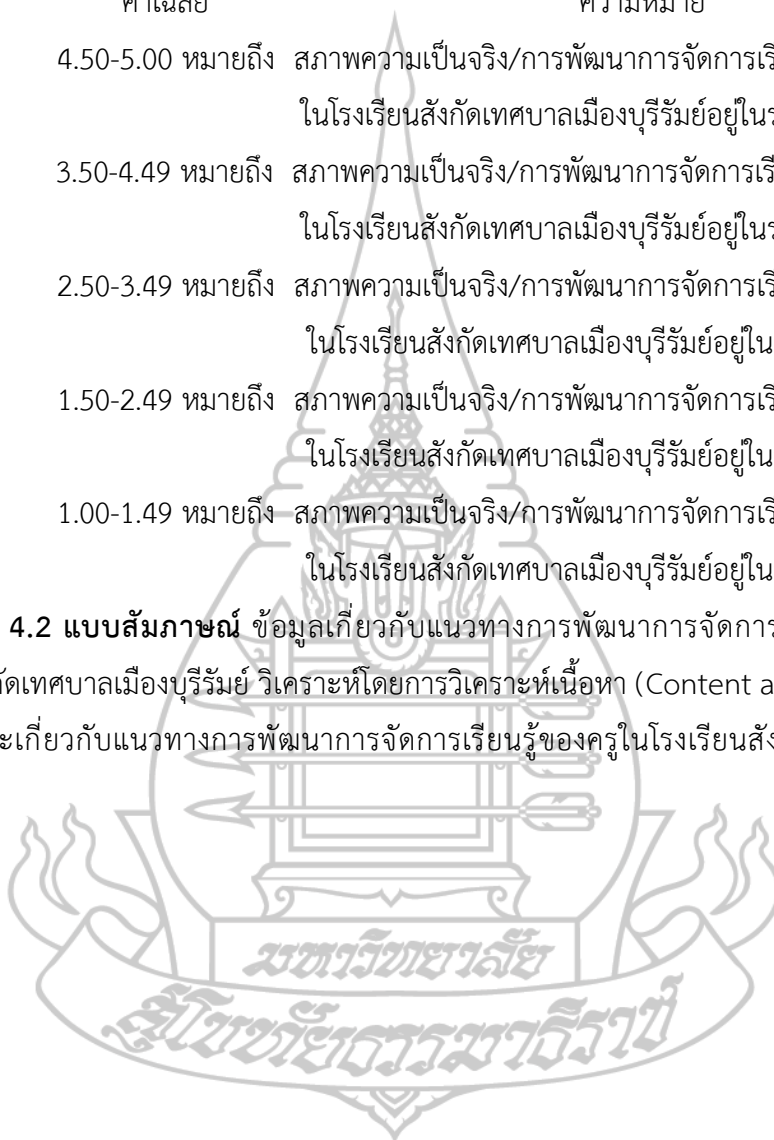 ค่าเฉลี่ย ความหมาย
4.50-5.00 หมายถึง สภาพความเป็นจริง/การพัฒนาการจัดการเรี
ในโรงเรียนสังกัดเทศบาลเมืองบุรีรัมย์อยู่ในร
3.50-4.49 หมายถึง สภาพความเป็นจริง/การพัฒนาการจัดการเรี
ในโรงเรียนสังกัดเทศบาลเมืองบุรีรัมย์อยู่ในร
2.50-3.49 หมายถึง สภาพความเป็นจริง/การพัฒนาการจัดการเรี
ในโรงเรียนสังกัดเทศบาลเมืองบุรีรัมย์อยู่ใน
1.50-2.49 หมายถึง สภาพความเป็นจริง/การพัฒนาการจัดการเรี
ในโรงเรียนสังกัดเทศบาลเมืองบุรีรัมย์อยู่ใน
1.00-1.49 หมายถึง สภาพความเป็นจริง/การพัฒนาการจัดการเรี
ในโรงเรียนสังกัดเทศบาลเมืองบุรีรัมย์อยู่ใน
4.2 แบบสัมภาษณ์ ข้อมูลเกี่ยวกับแนวทางการพัฒนาการจัดการ
ัดเทศบาลเมืองบุรีรัมย์ วิเคราะห์โดยการวิเคราะห์เนื้อหา (Content a
ะเกี่ยวกับแนวทางการพัฒนาการจัดการเรียนรู้ของครูในโรงเรียนสัง
มหาวิทยาลัย
สุโขทัยธรรมาธิราช